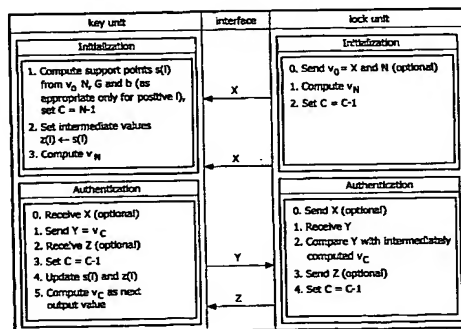 key unit
interface
lock unit
Initialization
1. Compute support points s(i)
from v0 N, G and b (as
appropriate only for positive i),
set C = N-1
2. Set intermediate values
z(i) ← s(i)
3. Compute vN
X
X
Initialization
0. Send v0 = X and N (optional)
1. Compute vN
2. Set C = C-1
Authentication
0. Receive X (optional)
1. Send Y = vC
2. Receive Z (optional)
3. Set C = C-1
4. Update s(i) and z(i)
5. Compute vC as next
output value
Y
Z
Authentication
0. Send X (optional)
1. Receive Y
2. Compare Y with intermediately
computed vC
3. Send Z (optional)
4. Set C = C-1